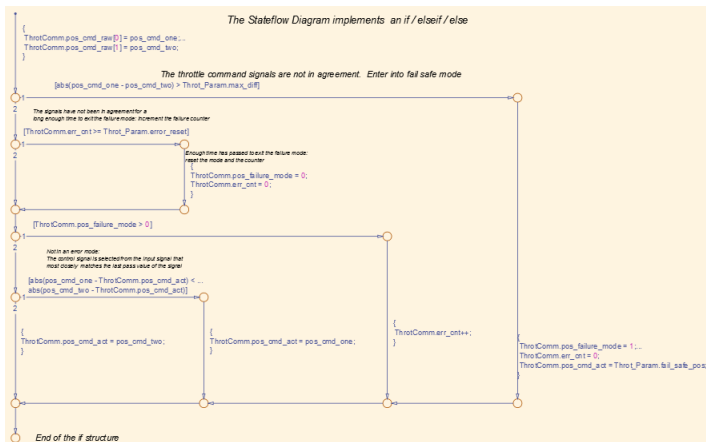 The Stateflow Diagram implements an if / elseif / else
{
ThrotComm.pos_cmd_raw[0] = pos_cmd_one;..
ThrotComm.pos_cmd_raw[1] = pos_cmd_two;
}
The throttle command signals are not in agreement. Enter into fail safe mode
[abs(pos_cmd_one - pos_cmd_two) > Throt_Param.max_diff]
1
2
The signals have not been in agreement for a
long enough time to exit the failure mode: increment the failure counter
[ThrotComm.err_cnt >= Throt_Param.error_reset]
1
2
Enough time has passed to exit the failure mode:
reset the mode and the counter
{
ThrotComm.pos_failure_mode = 0;
ThrotComm.err_cnt = 0;
}
[ThrotComm.pos_failure_mode > 0]
1
2
Not in an error mode:
The control signal is selected from the input signal that
most closely matches the last pass value of the signal
[abs(pos_cmd_one - ThrotComm.pos_cmd_act) < ...
abs(pos_cmd_two - ThrotComm.pos_cmd_act)]
1
2
{
ThrotComm.pos_cmd_act = pos_cmd_two;
}
{
ThrotComm.pos_cmd_act = pos_cmd_one;
}
{
ThrotComm.err_cnt++;
}
{
ThrotComm.pos_failure_mode = 1;..
ThrotComm.err_cnt = 0;
ThrotComm.pos_cmd_act = Throt_Param.fail_safe_pos;
}
End of the if structure